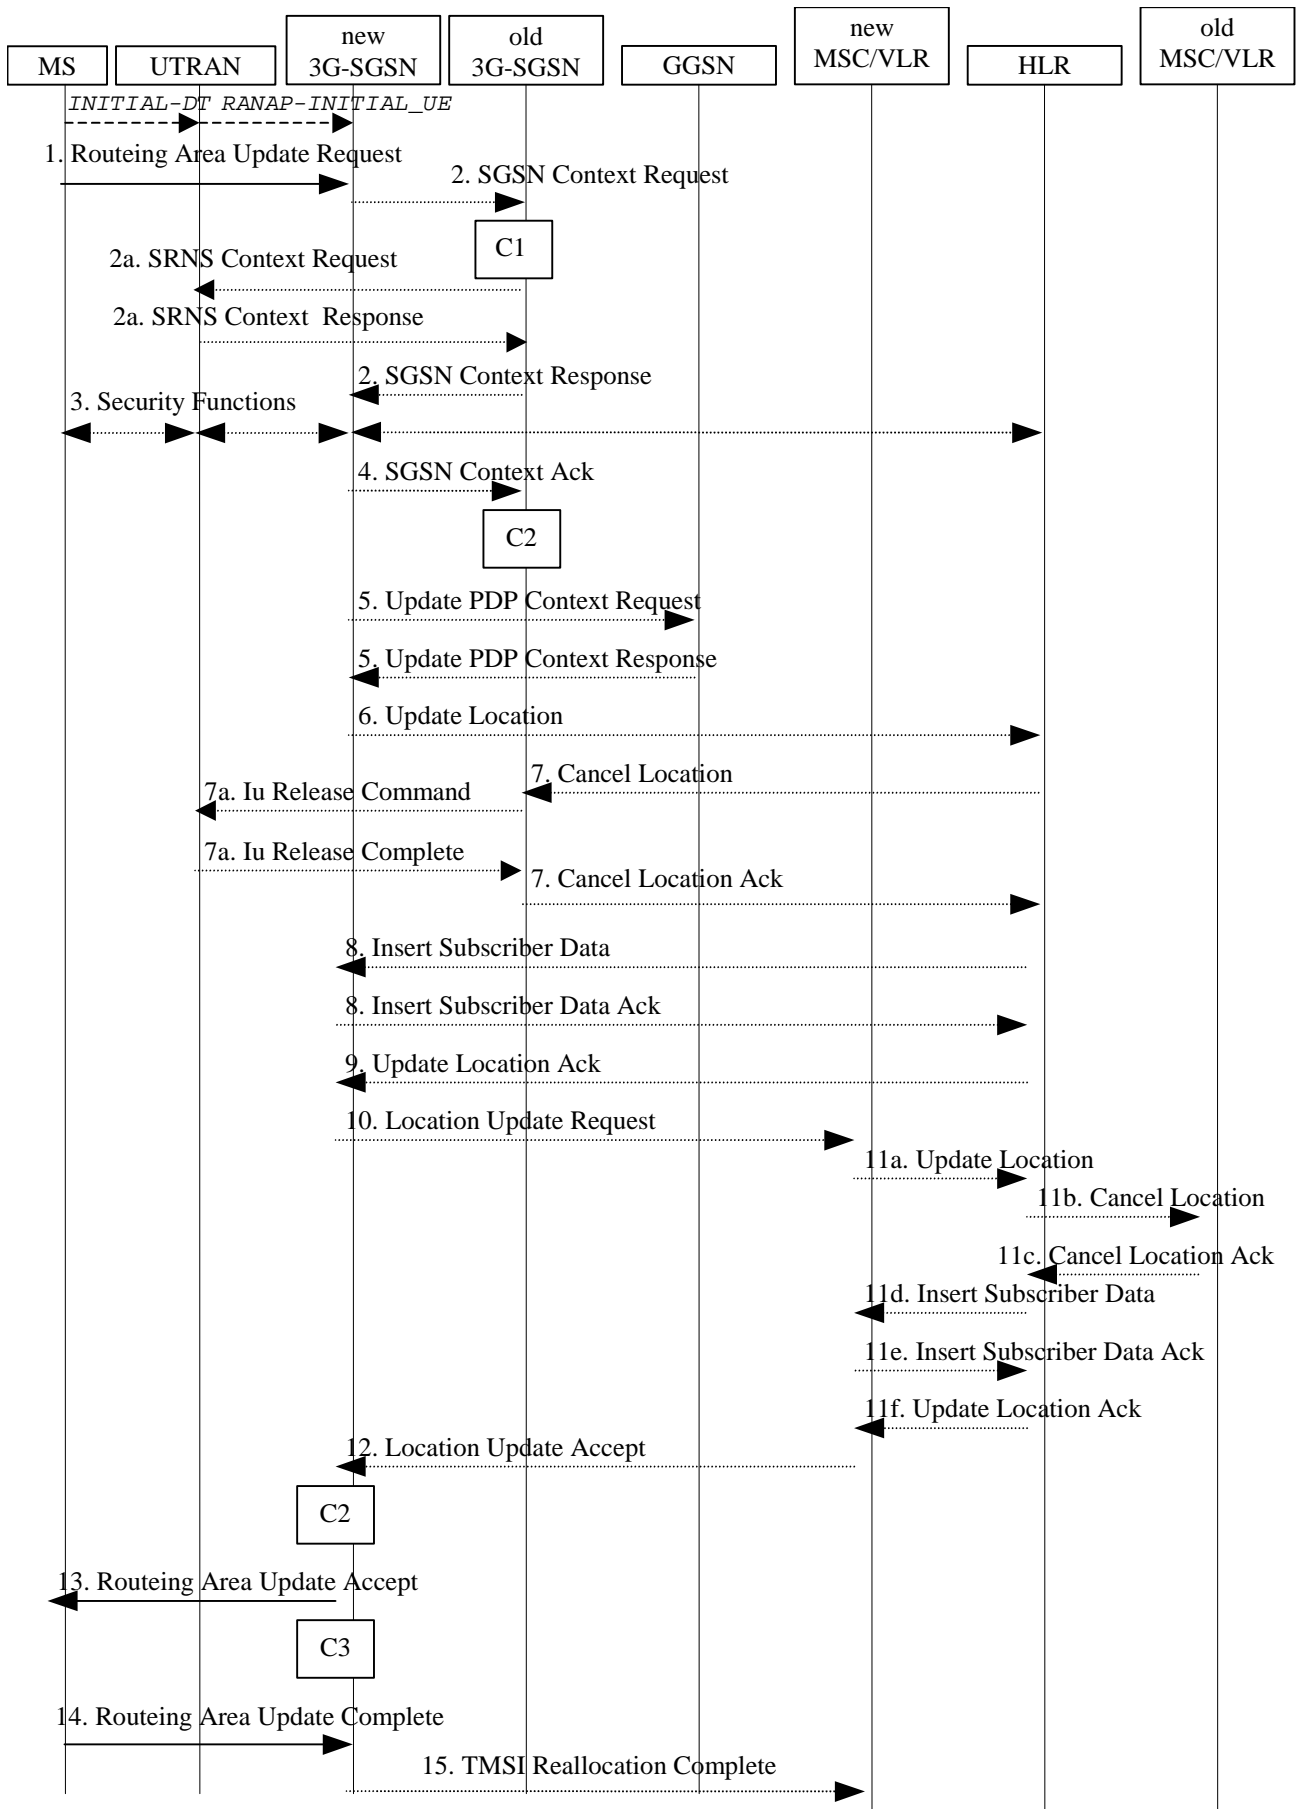 MS
UTRAN
new
3G-SGSN
old
3G-SGSN
GGSN
new
MSC/VLR
HLR
old
MSC/VLR
INITIAL-DT RANAP-INITIAL_UE
1. Routeing Area Update Request
2. SGSN Context Request
C1
2a. SRNS Context Request
2a. SRNS Context Response
2. SGSN Context Response
3. Security Functions
4. SGSN Context Ack
C2
5. Update PDP Context Request
5. Update PDP Context Response
6. Update Location
7. Cancel Location
7a. Iu Release Command
7a. Iu Release Complete
7. Cancel Location Ack
8. Insert Subscriber Data
8. Insert Subscriber Data Ack
9. Update Location Ack
10. Location Update Request
11a. Update Location
11b. Cancel Location
11c. Cancel Location Ack
11d. Insert Subscriber Data
11e. Insert Subscriber Data Ack
11f. Update Location Ack
12. Location Update Accept
C2
13. Routeing Area Update Accept
C3
14. Routeing Area Update Complete
15. TMSI Reallocation Complete